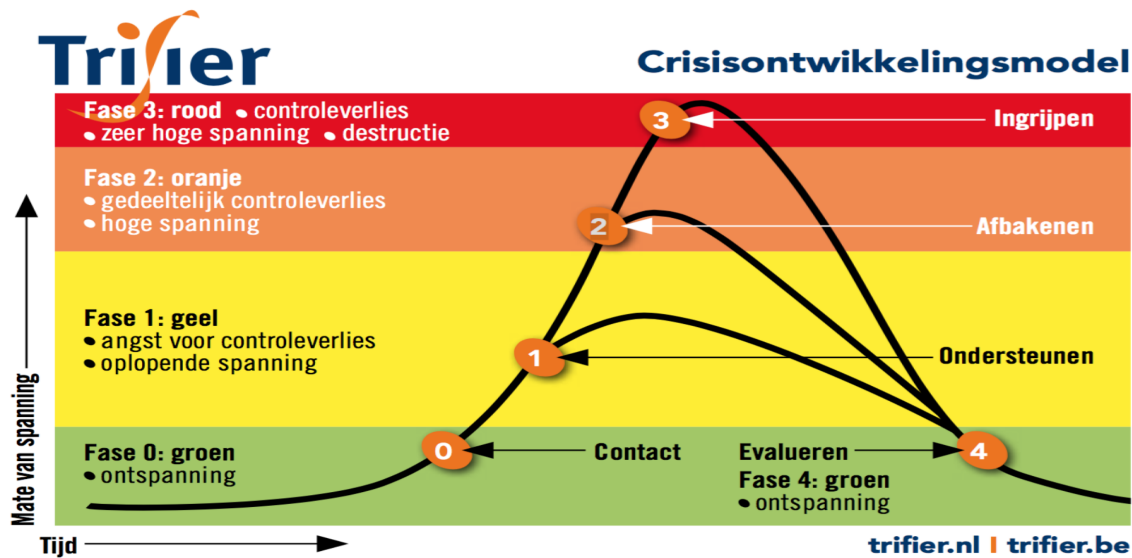 Trifier
Crisisontwikkelingsmodel
Fase 3: rood • controleverlies
• zeer hoge spanning • destructie
3
Ingrijpen
Fase 2: oranje
• gedeeltelijk controleverlies
• hoge spanning
2
Afbakenen
Fase 1: geel
• angst voor controleverlies
• oplopende spanning
1
Ondersteunen
Mate van spanning
Fase 0: groen
• ontspanning
0
Contact
Evalueren
4
Fase 4: groen
• ontspanning
Tijd
trifier.nl I trifier.be